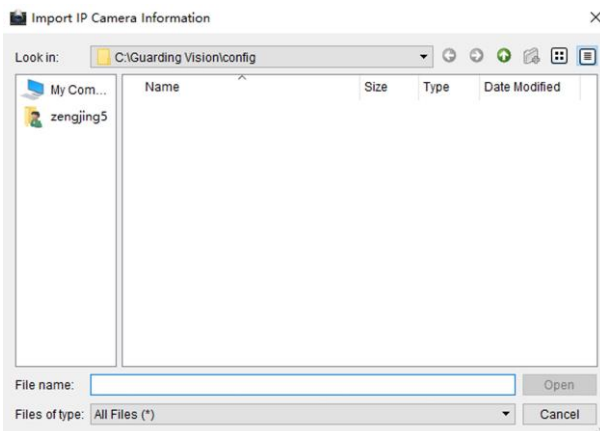 Import IP Camera Information
Look in: C:\Guarding Vision\config
My Com... Name Size Type Date Modified
zengjing5
File name: Open
Files of type: All Files (*) Cancel